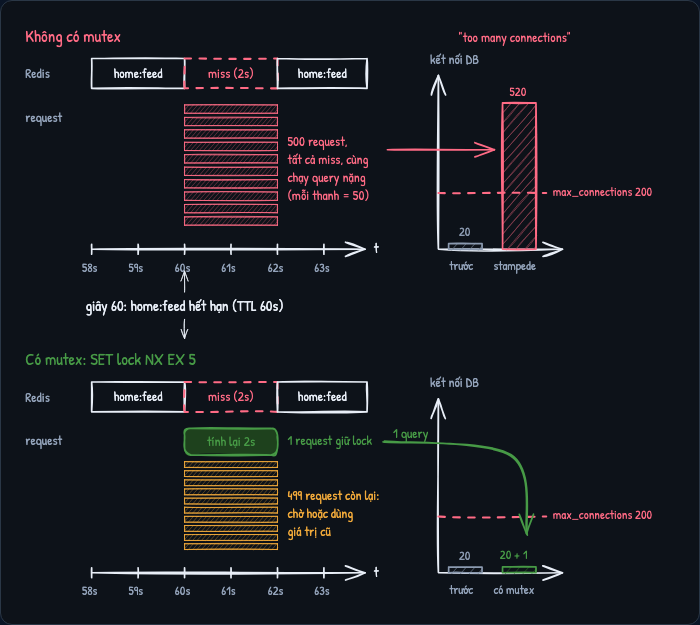 Không có mutex
"too many connections"
kết nối DB
Redis
home:feed
miss (2s)
home:feed
request
500 request,
tất cả miss, cùng
chạy query nặng
(mỗi thanh = 50)
520
max_connections 200
20
trước
stampede
58s
59s
60s
61s
62s
63s
t
giây 60: home:feed hết hạn (TTL 60s)
Có mutex: SET lock NX EX 5
kết nối DB
Redis
home:feed
miss (2s)
home:feed
request
tính lại 2s
1 request giữ lock
1 query
499 request còn lại:
chờ hoặc dùng
giá trị cũ
max_connections 200
20
20 + 1
trước
có mutex
58s
59s
60s
61s
62s
63s
t